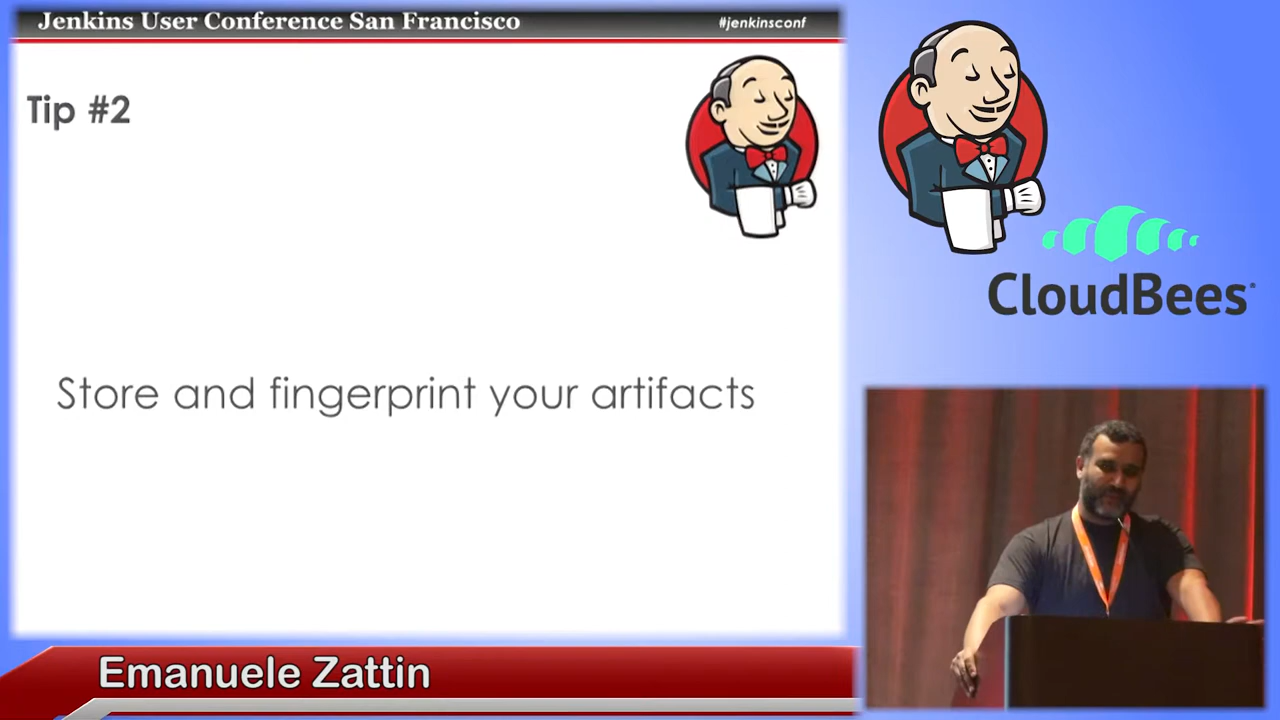 Jenkins User Conference San Francisco
#jenkinsconf
Tip #2
Store and fingerprint your artifacts
CloudBees
Emanuele Zattin